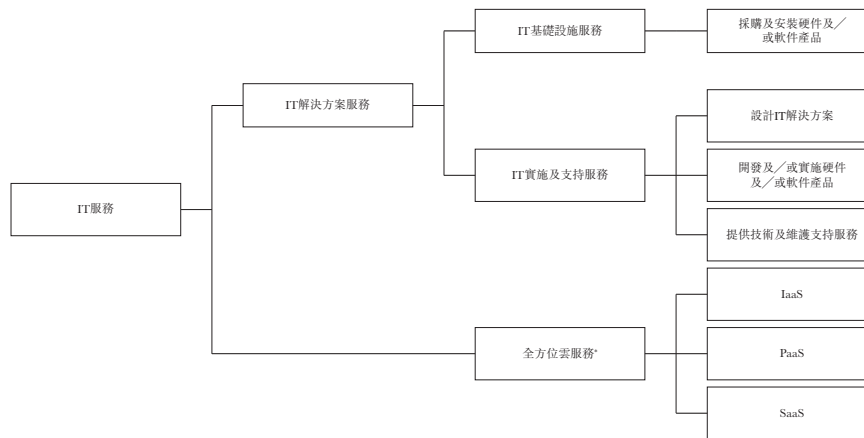 IT基礎設施服務
採購及安裝硬件及╱
或軟件產品
IT解決方案服務
設計IT解決方案
IT實施及支持服務
開發及╱或實施硬件
及╱或軟件產品
IT服務
提供技術及維護支持服務
IaaS
全方位雲服務*
PaaS
SaaS